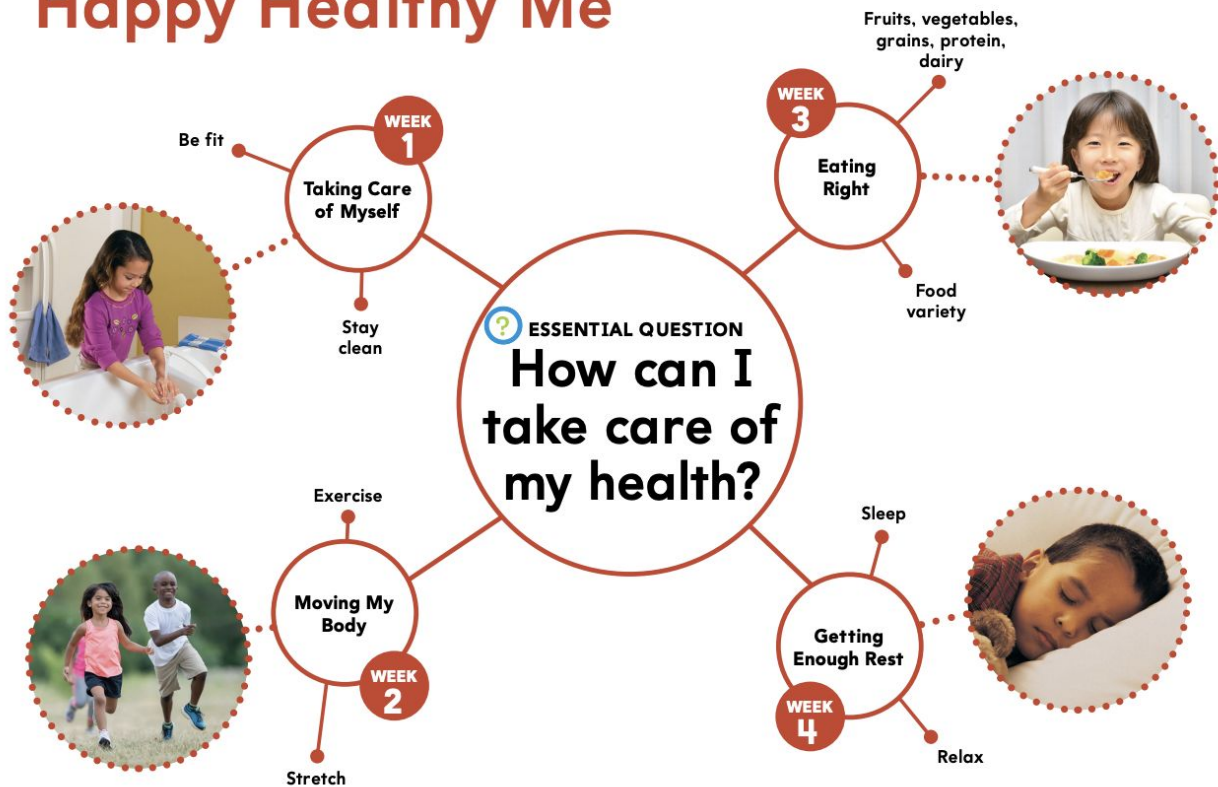 Happy Healthy Me
WEEK
1
Be fit
Taking Care
of Myself
Stay
clean
Exercise
Moving My
Body
WEEK
2
Stretch
? ESSENTIAL QUESTION
How can I
take care of
my health?
Fruits, vegetables,
grains, protein,
dairy
WEEK
3
Eating
Right
Food
variety
Sleep
Getting
Enough Rest
WEEK
4
Relax